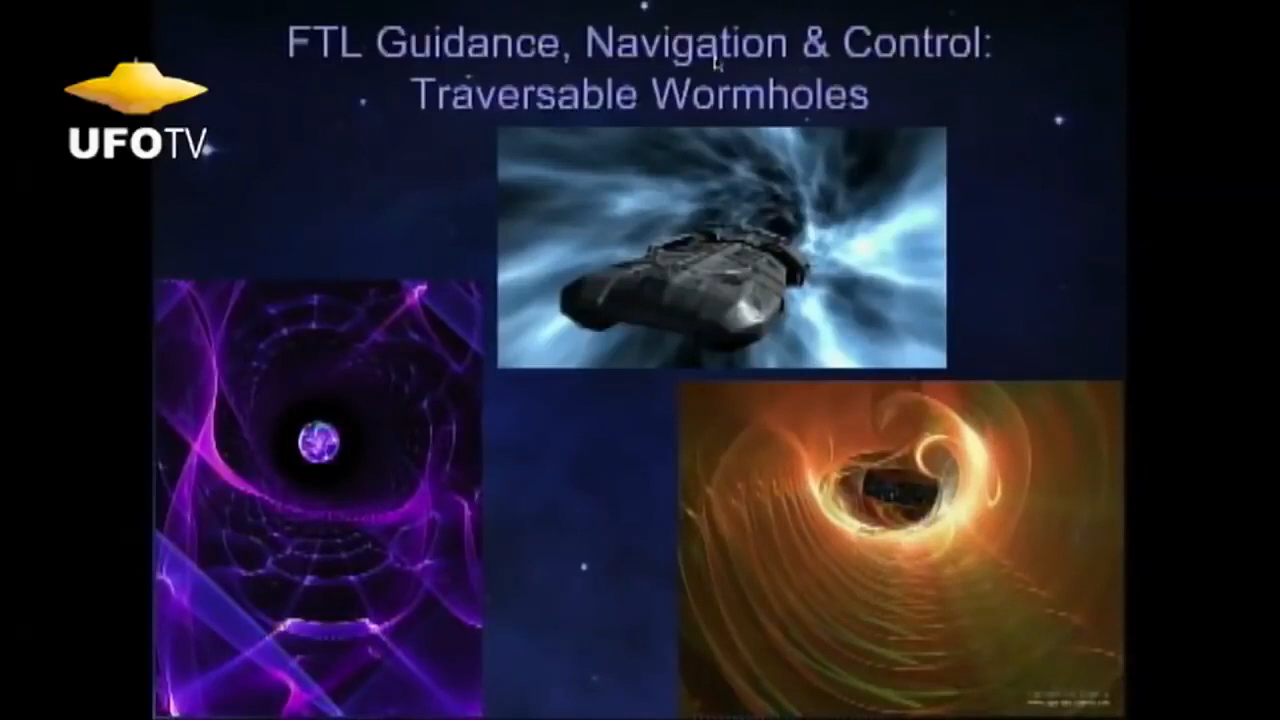 FTL Guidance, Navigation & Control:
Traversable Wormholes
UFOTV